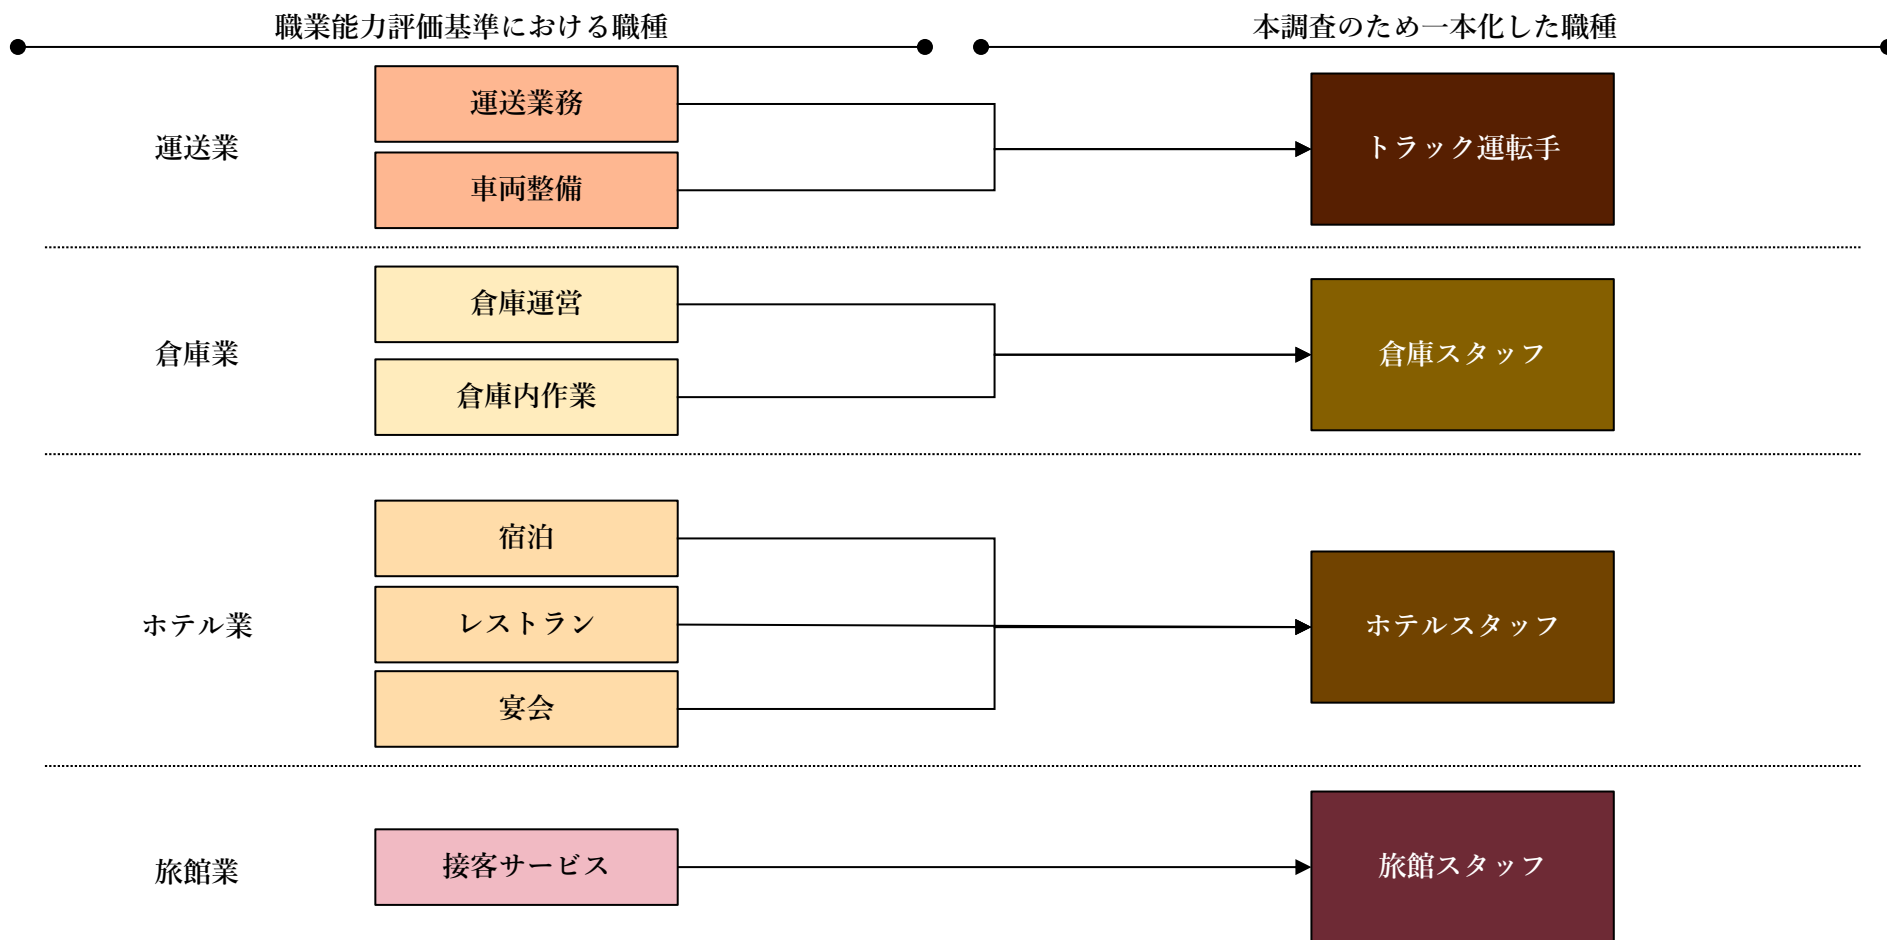 職業能力評価基準における職種
本調査のため一本化した職種
運送業
運送業務
車両整備
トラック運転手
倉庫業
倉庫運営
倉庫内作業
倉庫スタッフ
ホテル業
宿泊
レストラン
宴会
ホテルスタッフ
旅館業
接客サービス
旅館スタッフ